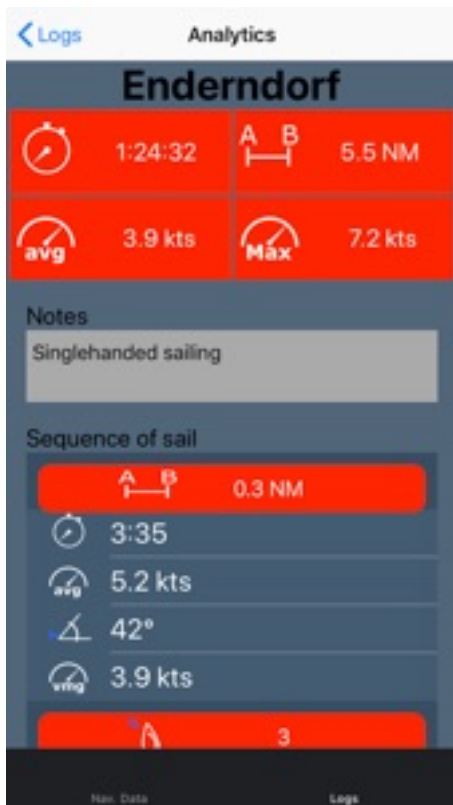 Logs Analytics
Enderndorf
1:24:32 A B 5.5 NM
avg 3.9 kts Max 7.2 kts
Notes
Singlehanded sailing
Sequence of sail
A B 0.3 NM
3:35
avg 5.2 kts
42°
vmg 3.9 kts
3
Nav. Data Logs